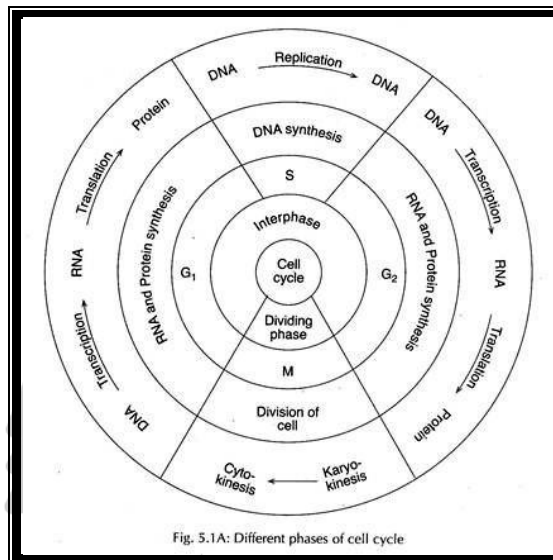 DNA
Replication
DNA
DNA synthesis
S
Interphase
Cell
cycle
Dividing
phase
M
Division of
cell
Karyo-
kinesis
Cyto-
kinesis
G1
RNA and Protein synthesis
DNA
Transcription
RNA
Translation
Protein
G2
RNA and Protein synthesis
DNA
Transcription
RNA
Translation
Protein
Fig. 5.1A: Different phases of cell cycle